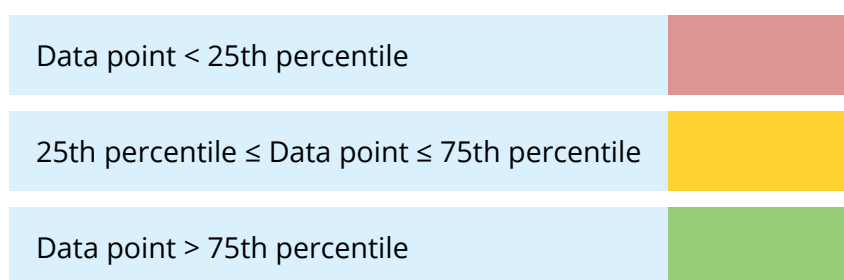 Data point < 25th percentile
25th percentile ≤ Data point ≤ 75th percentile
Data point > 75th percentile